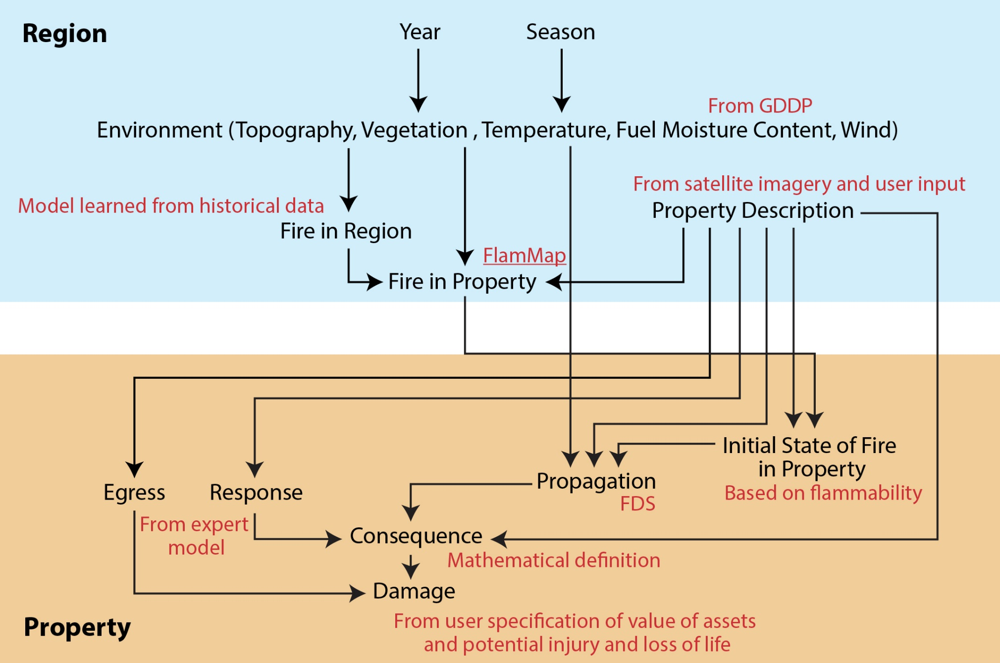 Region
Year
Season
From GDDP
Environment (Topography, Vegetation , Temperature, Fuel Moisture Content, Wind)
From satellite imagery and user input
Model learned from historical data
Property Description
Fire in Region
FlamMap
Fire in Property
Initial State of Fire
in Property
Based on flammability
Propagation
FDS
Egress
Response
From expert
model
Consequence
Mathematical definition
Damage
Property
From user specification of value of assets
and potential injury and loss of life